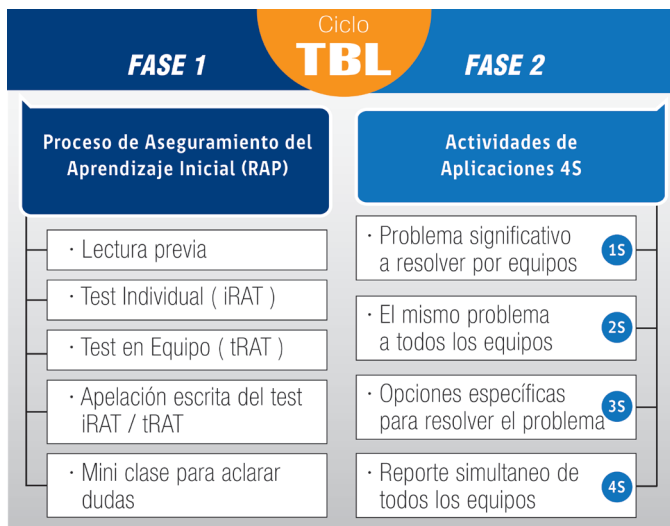 Ciclo
TBL
FASE 1
FASE 2
Proceso de Aseguramiento del
Aprendizaje Inicial (RAP)
· Lectura previa
· Test Individual ( iRAT )
· Test en Equipo ( tRAT )
· Apelación escrita del test
iRAT / tRAT
· Mini clase para aclarar
dudas
Actividades de
Aplicaciones 4S
· Problema significativo
a resolver por equipos
1S
· El mismo problema
a todos los equipos
2S
· Opciones específicas
para resolver el problema
3S
· Reporte simultaneo de
todos los equipos
4S